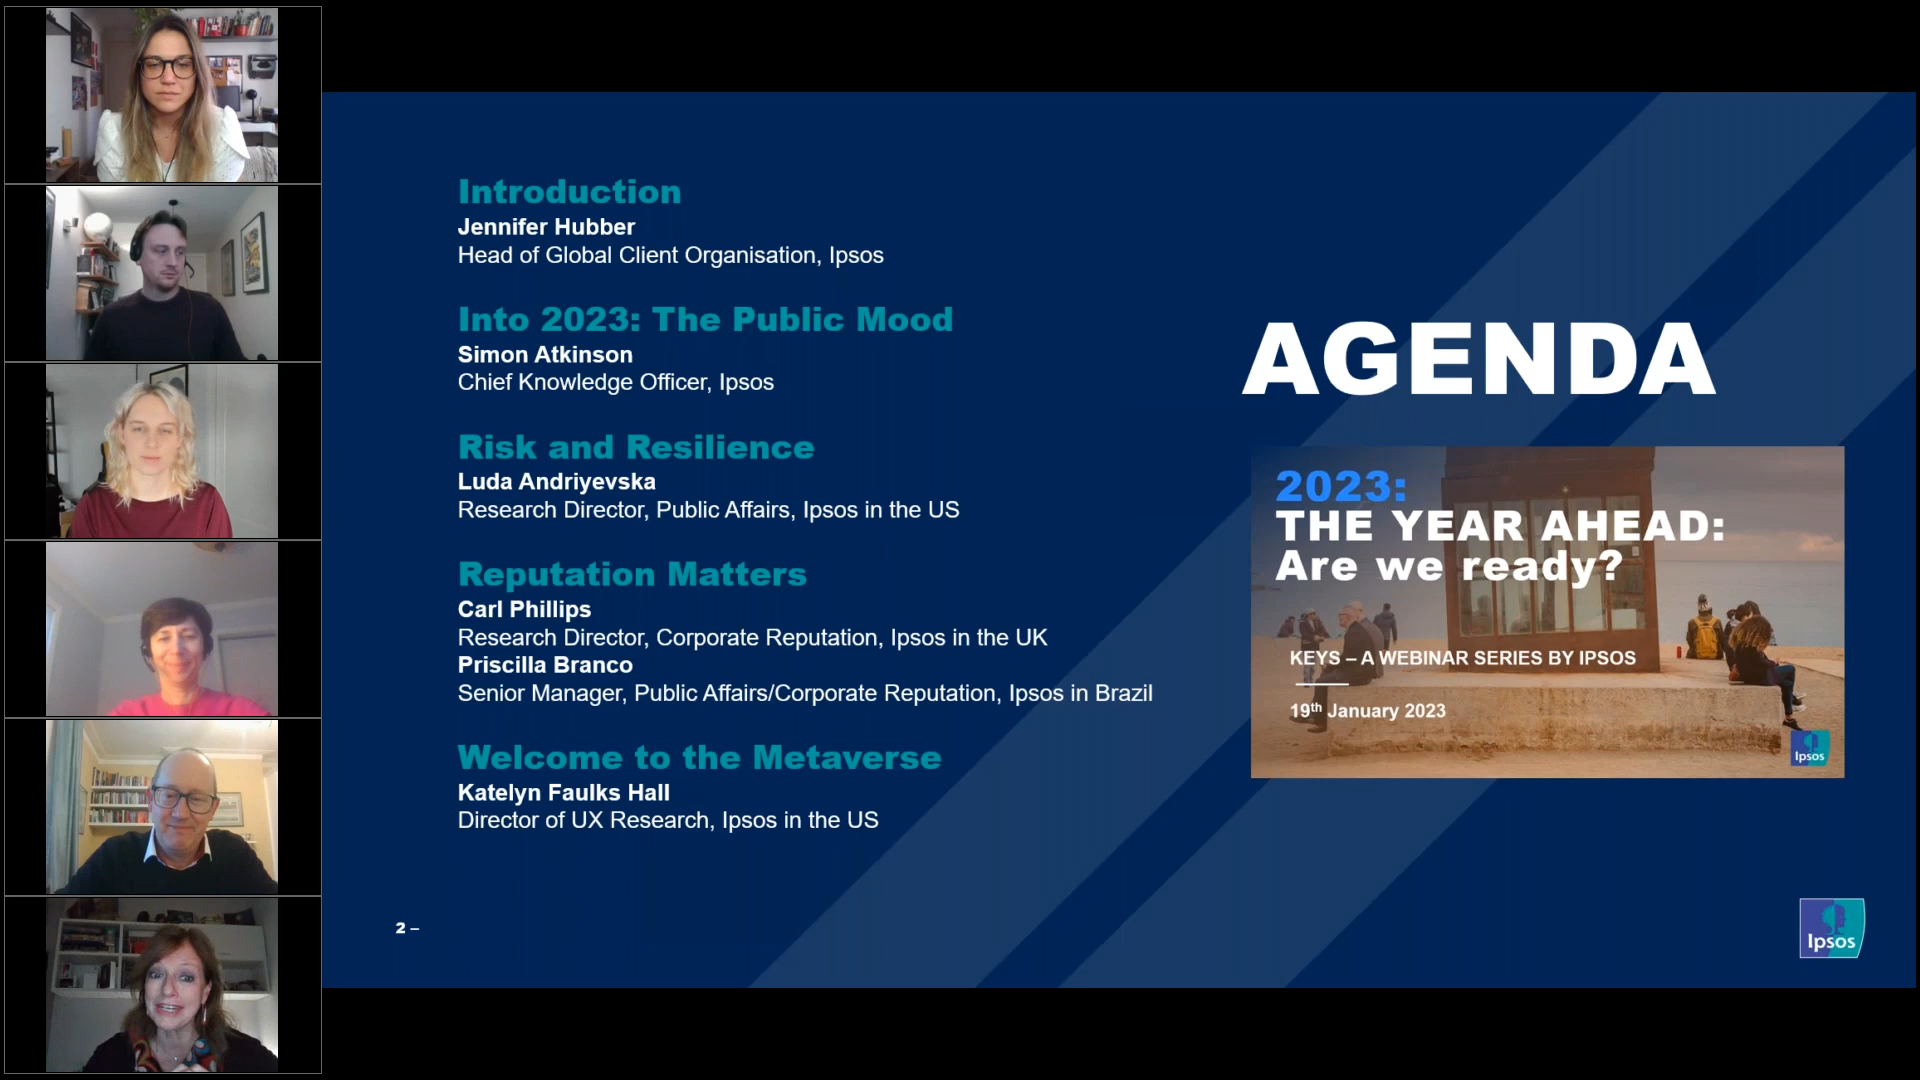 Introduction
Jennifer Hubber
Head of Global Client Organisation, Ipsos
Into 2023: The Public Mood
Simon Atkinson
Chief Knowledge Officer, Ipsos
Risk and Resilience
Luda Andriyevska
Research Director, Public Affairs, Ipsos in the US
Reputation Matters
Carl Phillips
Research Director, Corporate Reputation, Ipsos in the UK
Priscilla Branco
Senior Manager, Public Affairs/Corporate Reputation, Ipsos in Brazil
Welcome to the Metaverse
Katelyn Faulks Hall
Director of UX Research, Ipsos in the US
2 –
AGENDA
2023:
THE YEAR AHEAD:
Are we ready?
KEYS – A WEBINAR SERIES BY IPSOS
19th January 2023
Ipsos
Ipsos